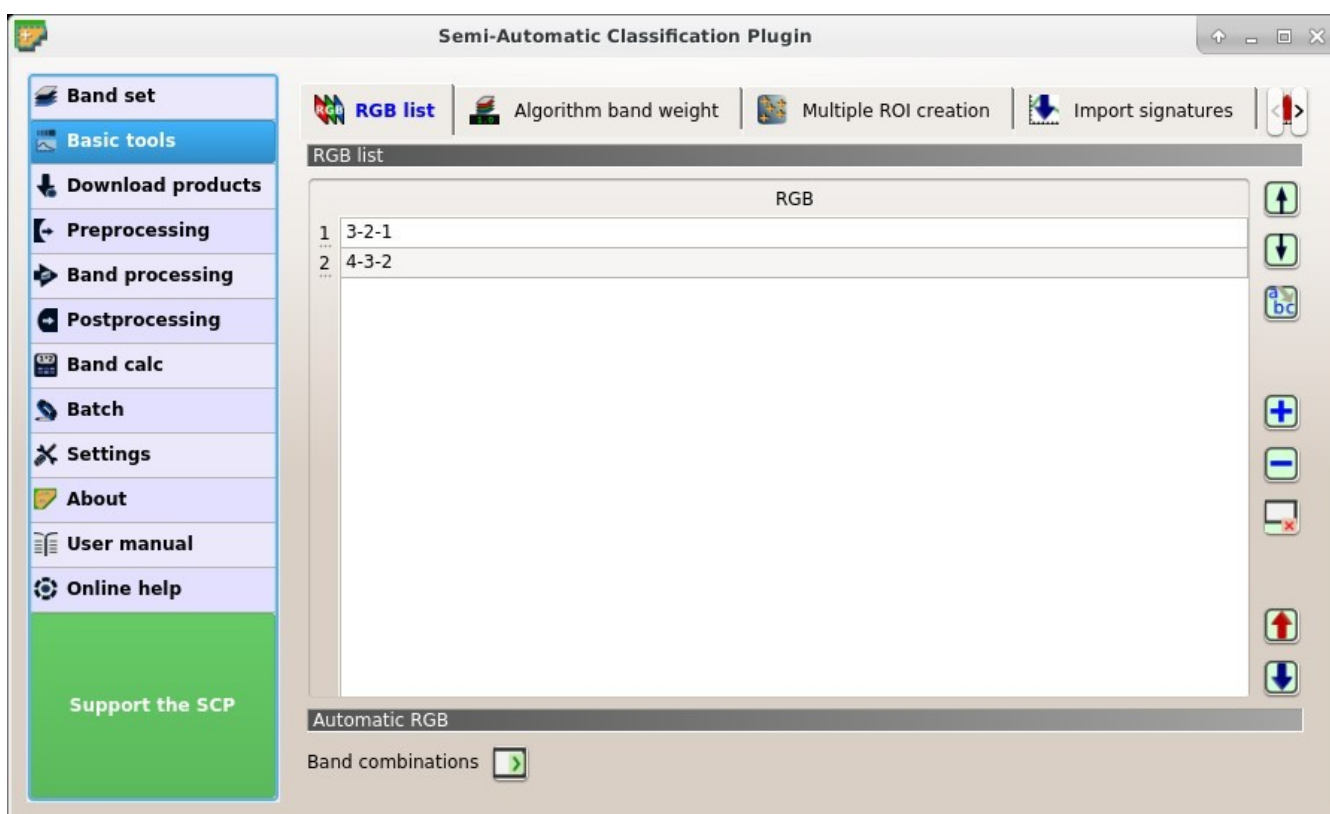 Semi-Automatic Classification Plugin
Band set
Basic tools
Download products
Preprocessing
Band processing
Postprocessing
Band calc
Batch
Settings
About
User manual
Online help
Support the SCP
RGB list
Algorithm band weight
Multiple ROI creation
Import signatures
RGB list
RGB
1 3-2-1
2 4-3-2
a
bc
Automatic RGB
Band combinations